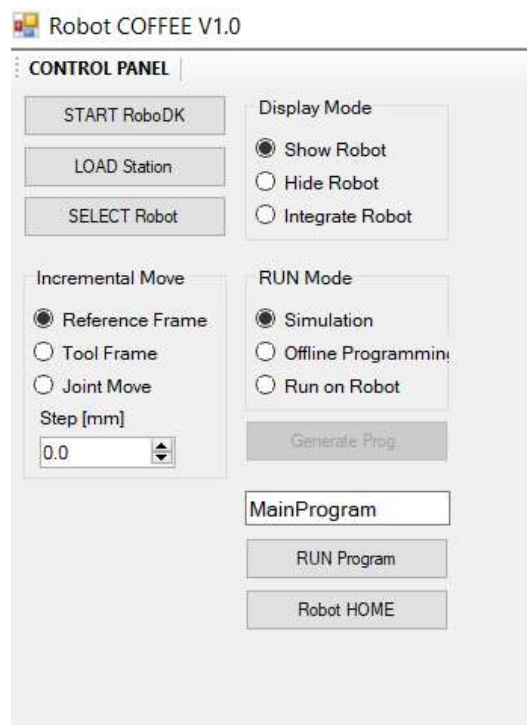 Robot COFFEE V1.0
CONTROL PANEL
START RoboDK
LOAD Station
SELECT Robot
Display Mode
Show Robot
Hide Robot
Integrate Robot
Incremental Move
Reference Frame
Tool Frame
Joint Move
Step [mm]
0.0
RUN Mode
Simulation
Offline Programming
Run on Robot
Generate Prog.
MainProgram
RUN Program
Robot HOME